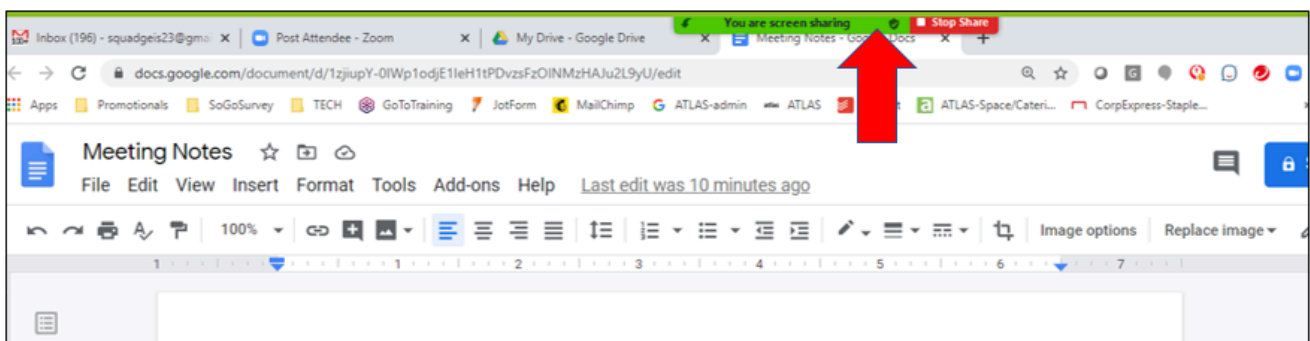 You are screen sharing Stop Share
Inbox (196) - squadgeis23@gmai Post Attendee - Zoom My Drive - Google Drive Meeting Notes - Google Docs
docs.google.com/document/d/1zjiupY-0IWp1odjE1IeH1tPDvzsFzOINMzHAJu2L9yU/edit
Apps Promotionals SoGoSurvey TECH GoToTraining JotForm MailChimp ATLAS-admin ATLAS ATLAS-Space/Cateri... CorpExpress-Staple...
Meeting Notes
File Edit View Insert Format Tools Add-ons Help Last edit was 10 minutes ago
100% Image options Replace image
1 1 2 3 4 5 6 7